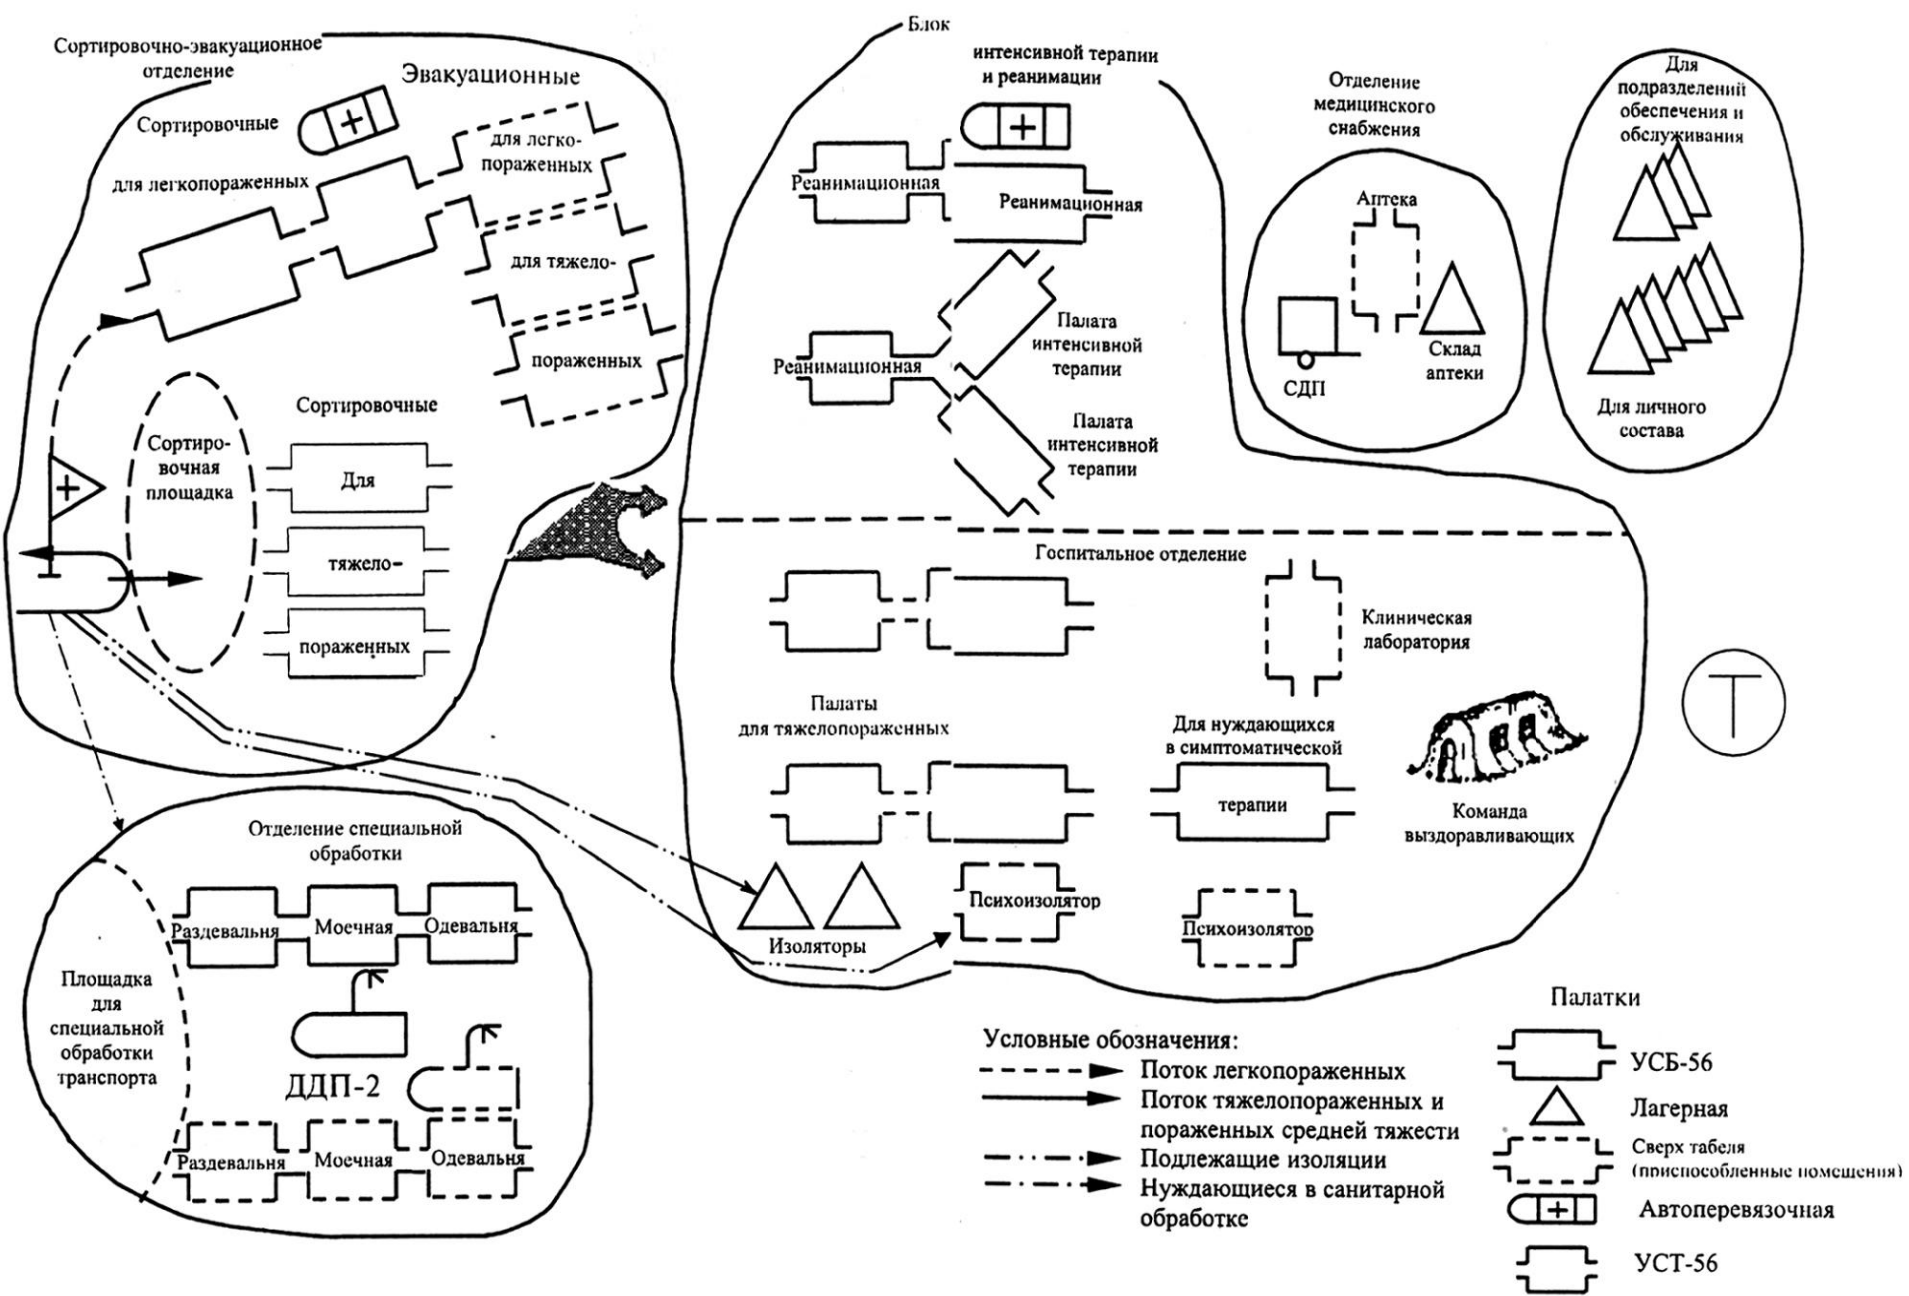 Сортировочно-эвакуационное
отделение
Эвакуационные
Сортировочные
для легкопораженных
для легко-
пораженных
для тяжело-
пораженных
Сортировочные
Для
тяжело-
пораженных
Сортиро-
вочная
площадка
Блок
интенсивной терапии
и реанимации
Реанимационная
Реанимационная
Реанимационная
Палата
интенсивной
терапии
Палата
интенсивной
терапии
Отделение
медицинского
снабжения
Аптека
СДП
Склад
аптеки
Для
подразделений
обеспечения и
обслуживания
Для личного
состава
Госпитальное отделение
Клиническая
лаборатория
Палаты
для тяжелопораженных
Для нуждающихся
в симптоматической
терапии
Команда
выздоравливающих
Изоляторы
Психоизолятор
Психоизолятор
Т
Отделение специальной
обработки
Раздевальня
Моечная
Одевальня
Площадка
для
специальной
обработки
транспорта
ДДП-2
Раздевальня
Моечная
Одевальня
Условные обозначения:
Поток легкопораженных
Поток тяжелопораженных и
пораженных средней тяжести
Подлежащие изоляции
Нуждающиеся в санитарной
обработке
Палатки
УСБ-56
Лагерная
Сверх табеля
(приспособленные помещения)
Автоперевязочная
УСТ-56